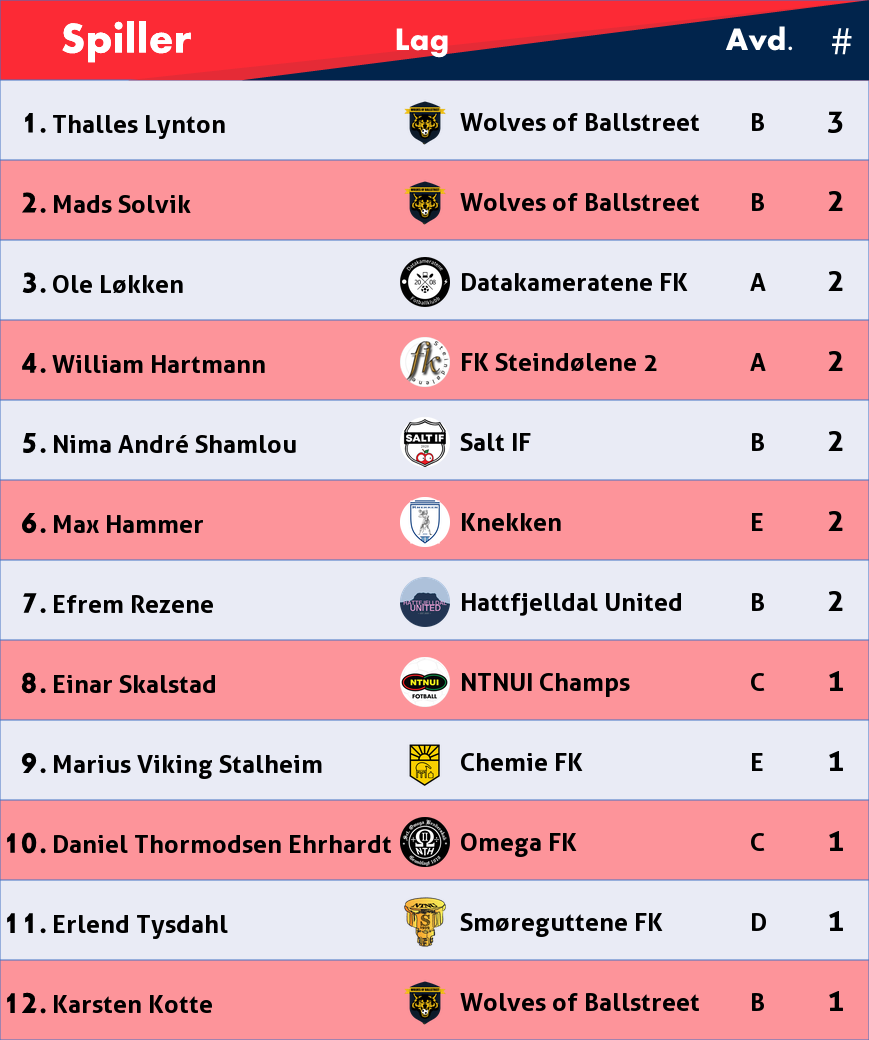 Spiller Lag Avd. #
1. Thalles Lynton Wolves of Ballstreet B 3
2. Mads Solvik Wolves of Ballstreet B 2
3. Ole Løkken Datakameratene FK A 2
4. William Hartmann FK Steindølene 2 A 2
5. Nima André Shamlou SALT IF Salt IF B 2
6. Max Hammer Knekken E 2
7. Efrem Rezene HATTFJELLDAL UNITED Hattfjelldal United B 2
8. Einar Skalstad NTNUI FOTBALL NTNUI Champs C 1
9. Marius Viking Stalheim Chemie FK E 1
10. Daniel Thormodsen Ehrhardt Omega FK C 1
11. Erlend Tysdahl Smøreguttene FK D 1
12. Karsten Kotte Wolves of Ballstreet B 1